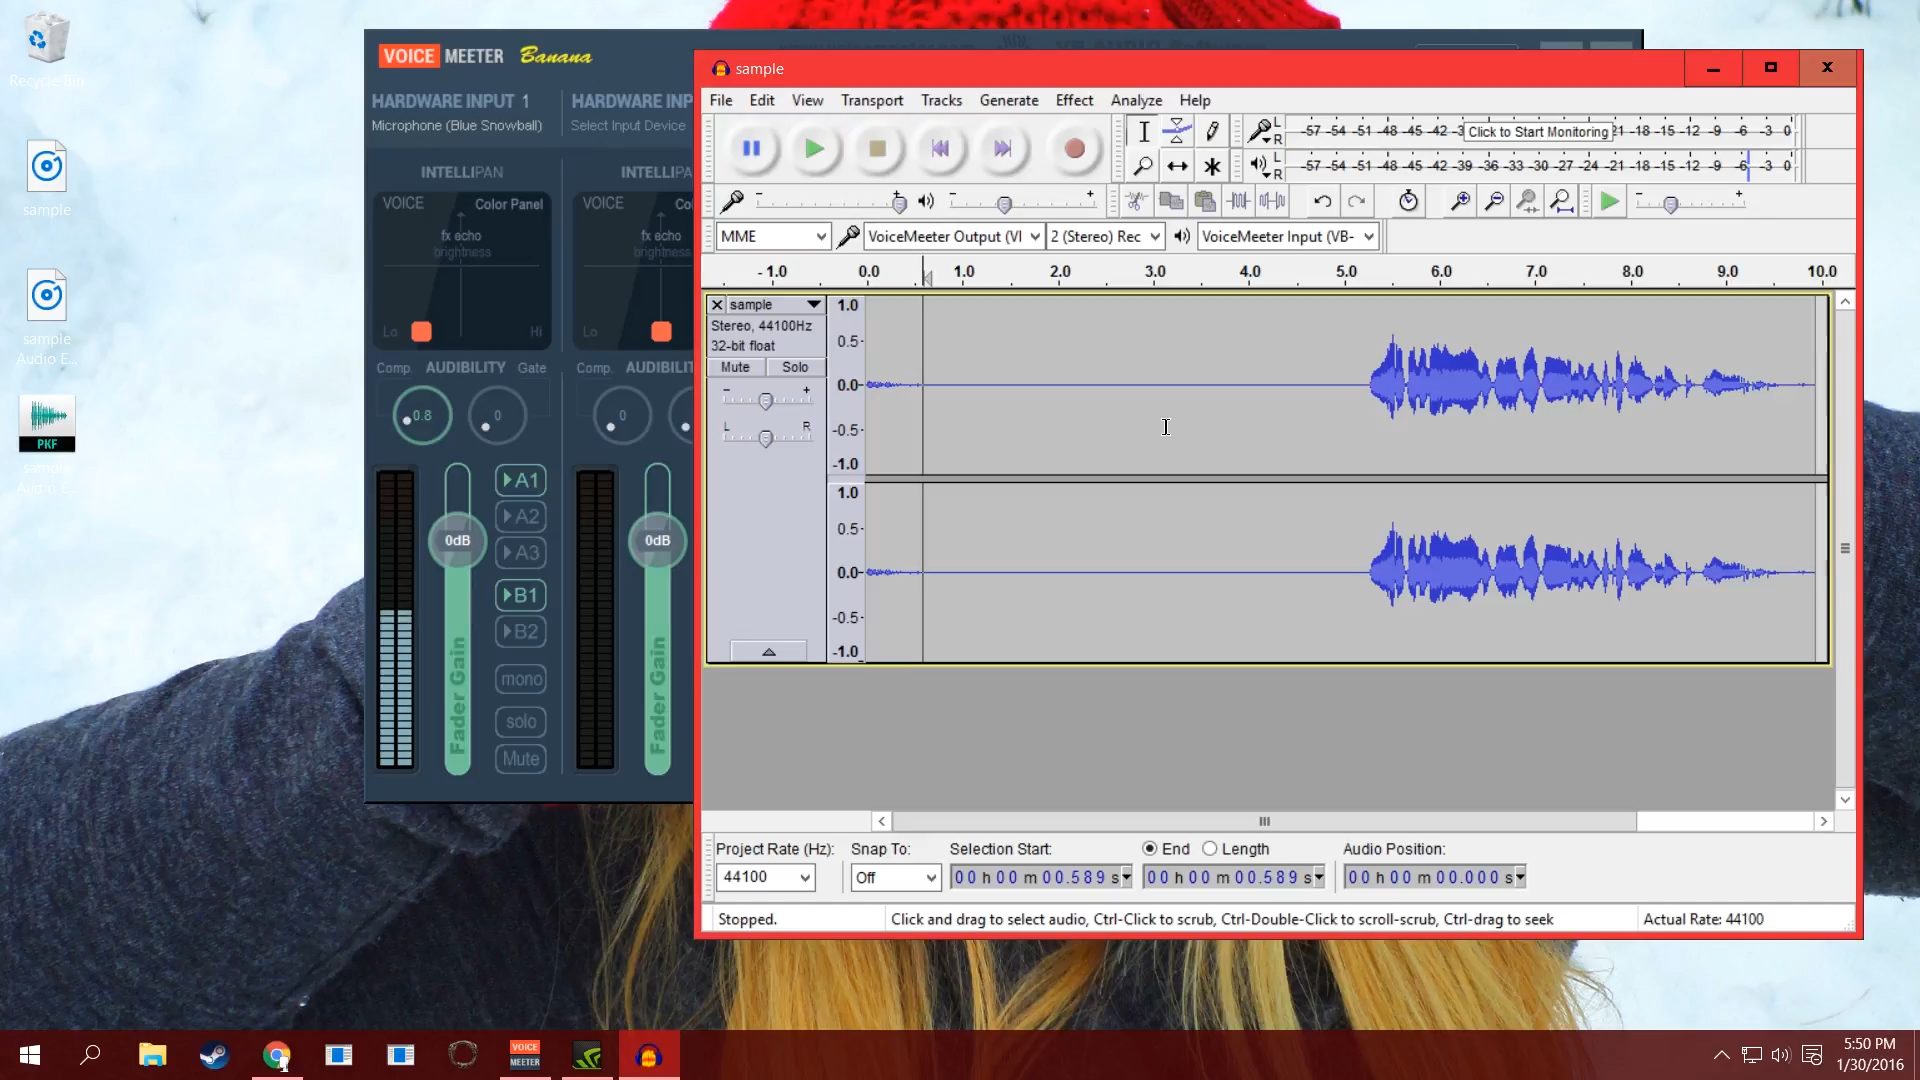 Recycle Bin
sample
sample
Audio E...
PKF
sample
Audio E...
VOICE MEETER Banana
HARDWARE INPUT 1
Microphone (Blue Snowball)
HARDWARE INP
Select Input Device
INTELLIPAN
VOICE
Color Panel
fx echo
brightness
Lo
Hi
INTELLIPA
VOICE
Co
fx echo
brightness
Lo
Comp.
AUDIBILITY
Gate
0.8
0
Comp.
AUDIBILIT
0
0dB
Fader Gain
A1
A2
A3
B1
B2
mono
solo
Mute
0dB
Fader Gain
sample
File Edit View Transport Tracks Generate Effect Analyze Help
L
R
-57 -54 -51 -48 -45 -42 -3 Click to Start Monitoring 21 -18 -15 -12 -9 -6 -3 0
L
R
-57 -54 -51 -48 -45 -42 -39 -36 -33 -30 -27 -24 -21 -18 -15 -12 -9 -6 -3 0
MME
VoiceMeeter Output (VI
2 (Stereo) Rec
VoiceMeeter Input (VB-
-1.0 0.0 1.0 2.0 3.0 4.0 5.0 6.0 7.0 8.0 9.0 10.0
sample
Stereo, 44100Hz
32-bit float
Mute Solo
- +
L R
1.0
0.5-
0.0-
-0.5-
-1.0
1.0
0.5-
0.0-
-0.5-
-1.0
Project Rate (Hz):
44100
Snap To:
Off
Selection Start:
00 h 00 m 00.589 s
End Length
00 h 00 m 00.589 s
Audio Position:
00 h 00 m 00.000 s
Stopped.
Click and drag to select audio, Ctrl-Click to scrub, Ctrl-Double-Click to scroll-scrub, Ctrl-drag to seek
Actual Rate: 44100
VOICE
MEETER
5:50 PM
1/30/2016